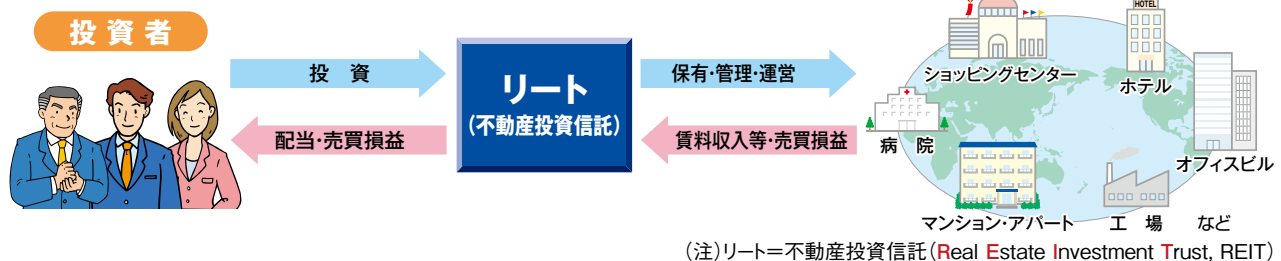 投資者
投 資
配当・売買損益
リート
(不動産投資信託)
保有・管理・運営
賃料収入等・売買損益
HOTEL
ショッピングセンター
ホテル
病 院
オフィスビル
マンション・アパート
工 場 など
(注)リート=不動産投資信託(Real Estate Investment Trust, REIT)